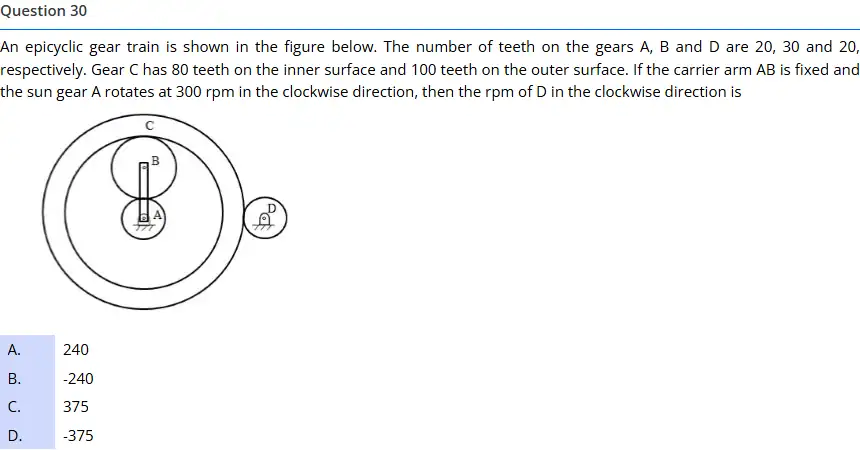 Question 30
An epicyclic gear train is shown in the figure below. The number of teeth on the gears A, B and D are 20, 30 and 20,
respectively. Gear C has 80 teeth on the inner surface and 100 teeth on the outer surface. If the carrier arm AB is fixed and
the sun gear A rotates at 300 rpm in the clockwise direction, then the rpm of D in the clockwise direction is
C
B
A
D
A. 240
B. -240
C. 375
D. -375